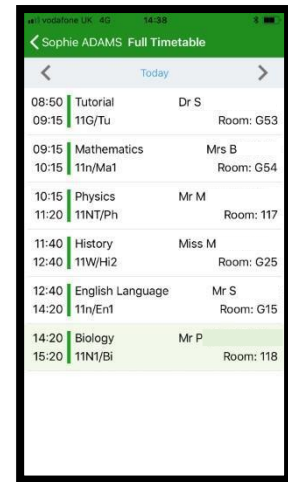 vodafone UK 4G 14:38
Sophie ADAMS Full Timetable
Today
08:50 Tutorial Dr S
09:15 11G/Tu Room: G53
09:15 Mathematics Mrs B
10:15 11n/Ma1 Room: G54
10:15 Physics Mr M
11:20 11NT/Ph Room: 117
11:40 History Miss M
12:40 11W/Hi2 Room: G25
12:40 English Language Mr S
14:20 11n/En1 Room: G15
14:20 Biology Mr P
15:20 11N1/Bi Room: 118